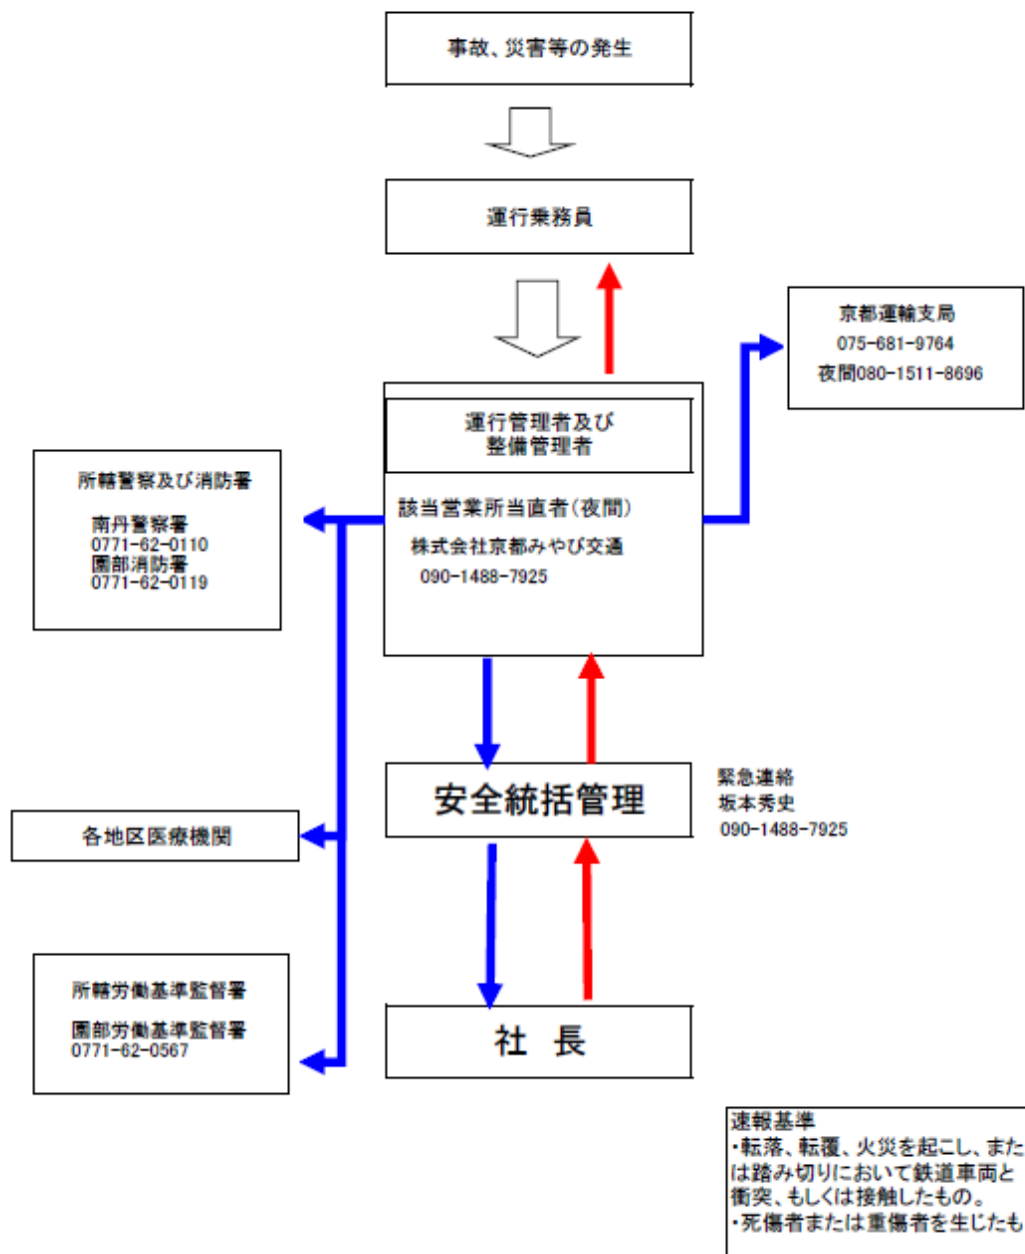 事故、災害等の発生
運行乗務員
京都運輸支局
075-681-9764
夜間080-1511-8696
運行管理者及び
整備管理者
該当営業所当直者(夜間)
株式会社京都みやび交通
090-1488-7925
所轄警察及び消防署
南丹警察署
0771-62-0110
園部消防署
0771-62-0119
安全統括管理
緊急連絡
坂本秀史
090-1488-7925
各地区医療機関
所轄労働基準監督署
園部労働基準監督署
0771-62-0567
社 長
速報基準
・転落、転覆、火災を起こし、また
は踏み切りにおいて鉄道車両と
衝突、もしくは接触したもの。
・死傷者または重傷者を生じたも